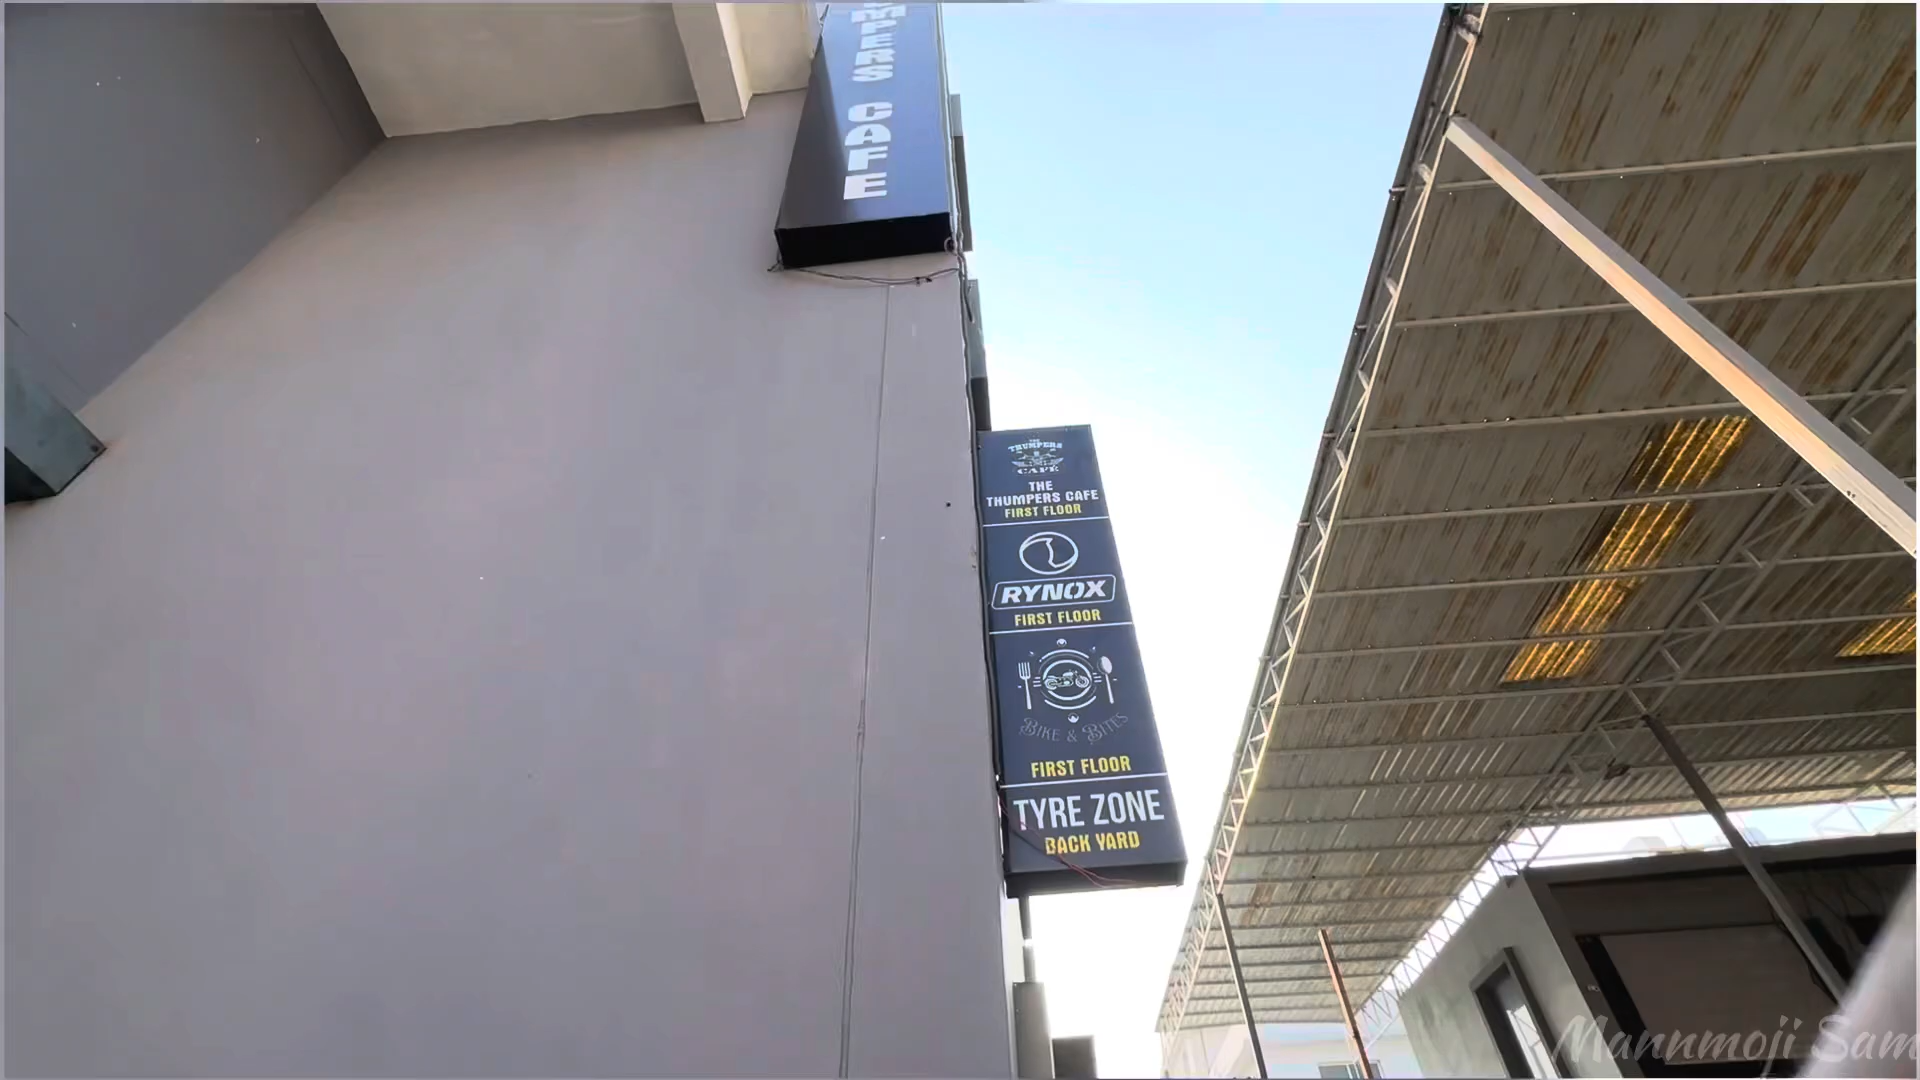 CAFE
THE
THUMPERS
CAFE
THE
THUMPERS CAFE
FIRST FLOOR
RYNOX
FIRST FLOOR
BIKE & BITES
FIRST FLOOR
TYRE ZONE
BACK YARD
Mannmoji Sam